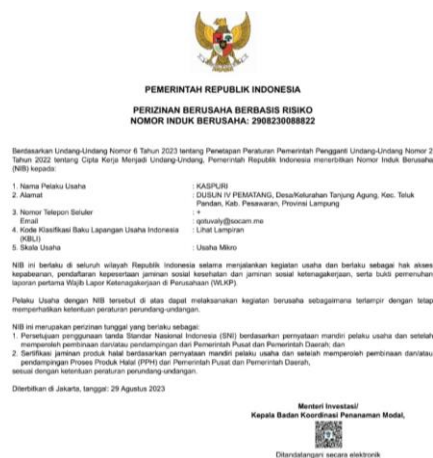 PEMERINTAH REPUBLIK INDONESIA
PERIZINAN BERUSAHA BERBASIS RISIKO
NOMOR INDUK BERUSAHA: 2908230088822
Berdasarkan Undang-Undang Nomor 6 Tahun 2023 tentang Penetapan Peraturan Pemerintah Pengganti Undang-Undang Nomor 2
Tahun 2022 tentang Cipta Kerja Menjadi Undang-Undang, Pemerintah Republik Indonesia menerbitkan Nomor Induk Berusaha
(NIB) kepada:
1. Nama Pelaku Usaha : KASPURI
2. Alamat : DUSUN IV PEMATANG, Desa/Kelurahan Tanjung Agung, Kec. Teluk
Pandan, Kab. Pesawaran, Provinsi Lampung
3. Nomor Telepon Seluler : +
Email : qotuvaly@socam.me
4. Kode Klasifikasi Baku Lapangan Usaha Indonesia : Lihat Lampiran
(KBLI)
5. Skala Usaha : Usaha Mikro
NIB ini berlaku di seluruh wilayah Republik Indonesia selama menjalankan kegiatan usaha dan berlaku sebagai hak akses
kepabeanan, pendaftaran kepesertaan jaminan sosial kesehatan dan jaminan sosial ketenagakerjaan, serta bukti pemenuhan
laporan pertama Wajib Lapor Ketenagakerjaan di Perusahaan (WLKP).
Pelaku Usaha dengan NIB tersebut di atas dapat melaksanakan kegiatan berusaha sebagaimana terlampir dengan tetap
memperhatikan ketentuan peraturan perundang-undangan.
NIB ini merupakan perizinan tunggal yang berlaku sebagai:
1. Persetujuan penggunaan tanda Standar Nasional Indonesia (SNI) berdasarkan pernyataan mandiri pelaku usaha dan setelah
memperoleh pembinaan dan/atau pendampingan dari Pemerintah Pusat dan Pemerintah Daerah; dan
2. Sertifikasi jaminan produk halal berdasarkan pernyataan mandiri pelaku usaha dan setelah memperoleh pembinaan dan/atau
pendampingan Proses Produk Halal (PPH) dari Pemerintah Pusat dan Pemerintah Daerah,
sesuai dengan ketentuan peraturan perundang-undangan.
Diterbitkan di Jakarta, tanggal: 29 Agustus 2023
Menteri Investasi/
Kepala Badan Koordinasi Penanaman Modal,
Ditandatangani secara elektronik